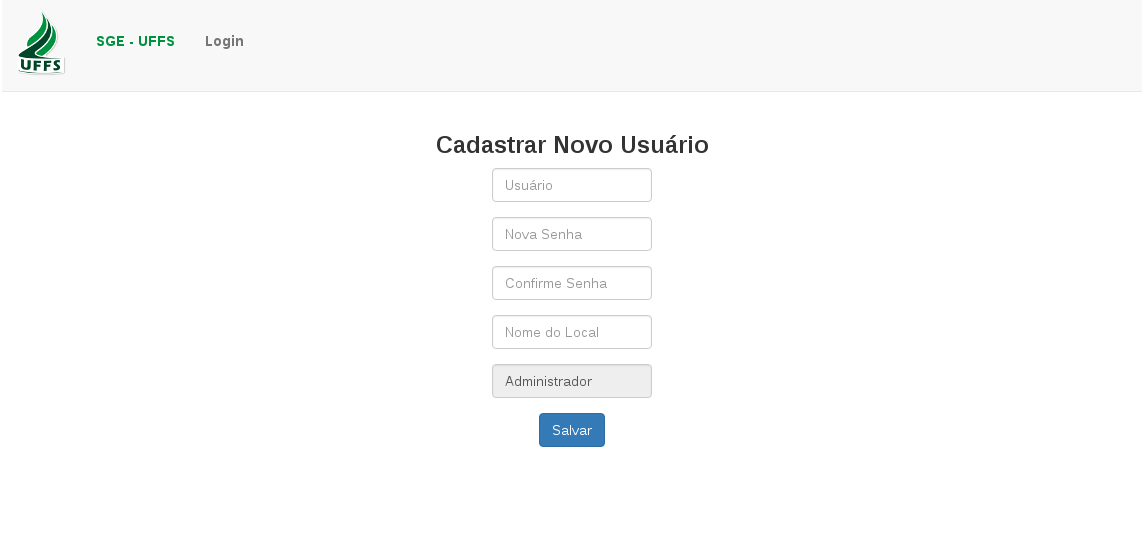 UFFS
SGE - UFFS
Login
Cadastrar Novo Usuário
Usuário
Nova Senha
Confirme Senha
Nome do Local
Administrador
Salvar